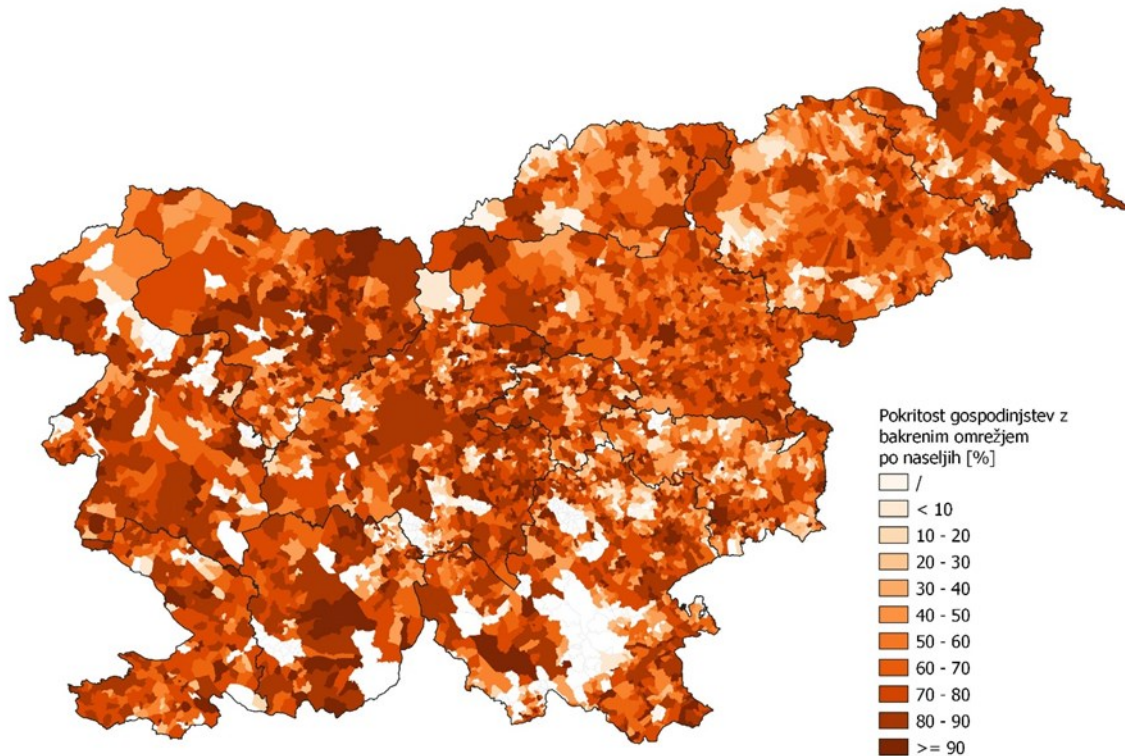 Pokritost gospodinjstev z
bakrenim omrežjem
po naseljih [%]
/
< 10
10 - 20
20 - 30
30 - 40
40 - 50
50 - 60
60 - 70
70 - 80
80 - 90
>= 90